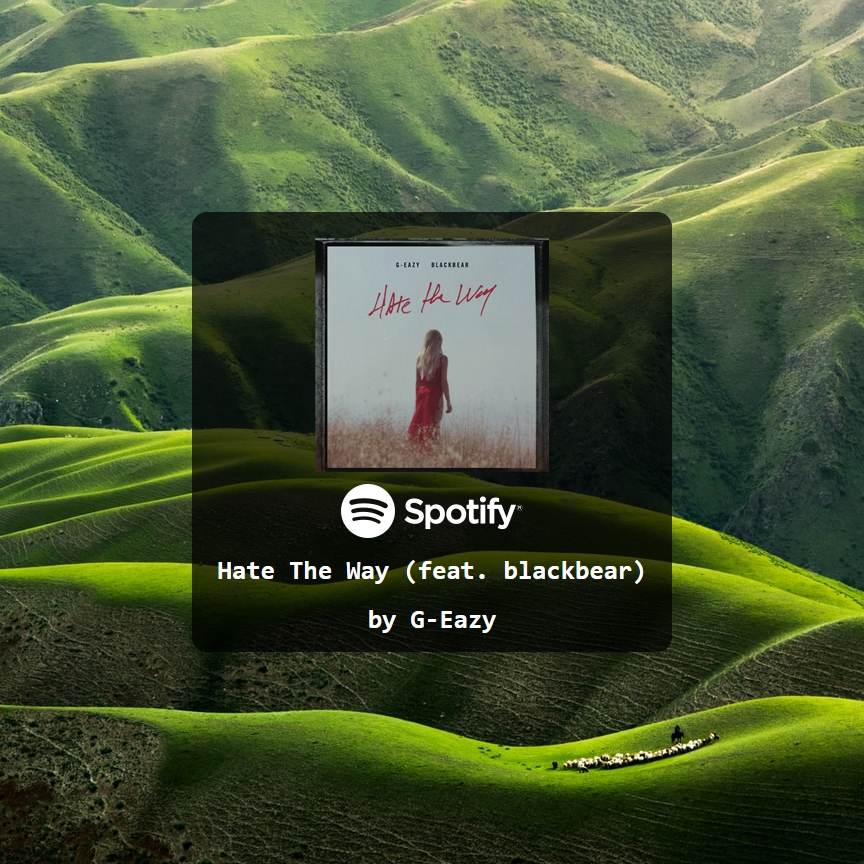 G-EAZY BLACKBEAR
Hate the Way
Spotify®
Hate The Way (feat. blackbear)
by G-Eazy